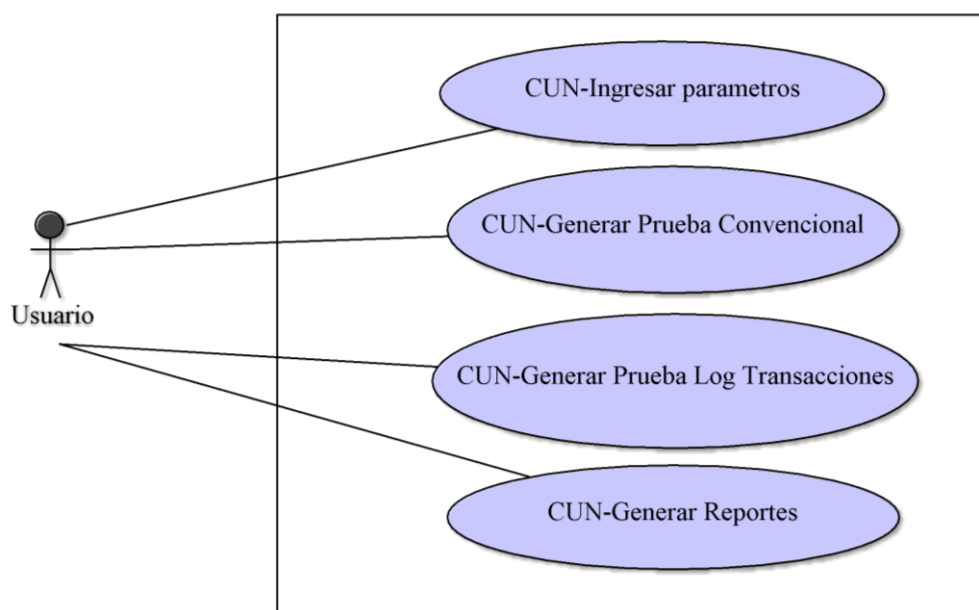 CUN-Ingresar parametros
CUN-Generar Prueba Convencional
Usuario
CUN-Generar Prueba Log Transacciones
CUN-Generar Reportes